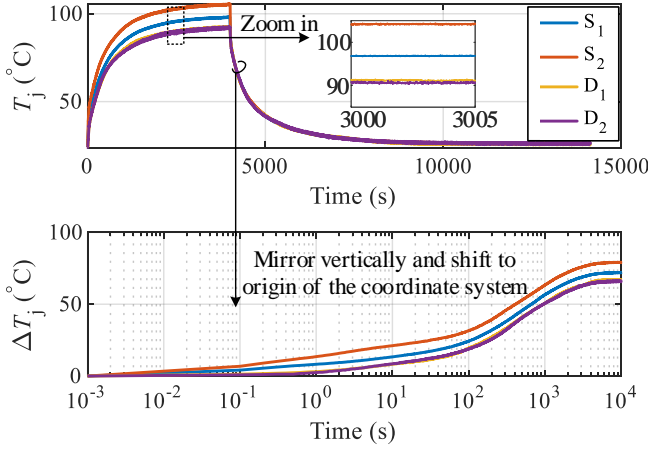 100
50
T_j (°C)
Zoom in
100
90
3000 3005
S_1
S_2
D_1
D_2
0 5000 10000 15000
Time (s)
100
50
0
ΔT_j (°C)
Mirror vertically and shift to
origin of the coordinate system
10^-3 10^-2 10^-1 10^0 10^1 10^2 10^3 10^4
Time (s)